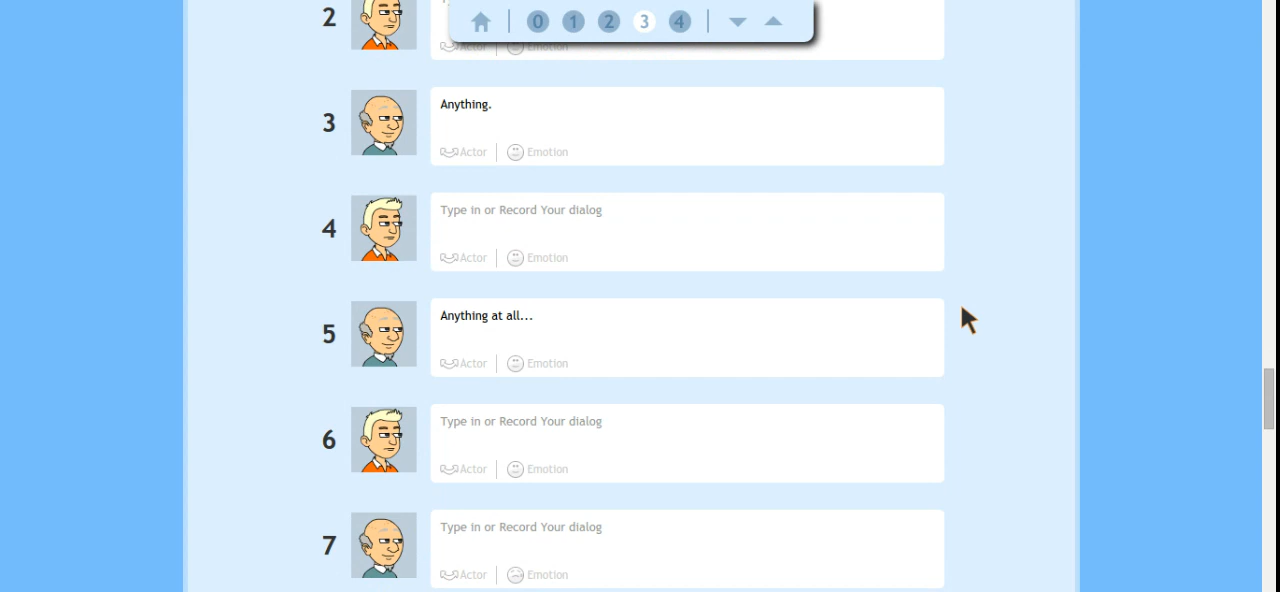 0 1 2 3 4
2
Actor Emotion
3
Anything.
Actor Emotion
4
Type in or Record Your dialog
Actor Emotion
5
Anything at all...
Actor Emotion
6
Type in or Record Your dialog
Actor Emotion
7
Type in or Record Your dialog
Actor Emotion